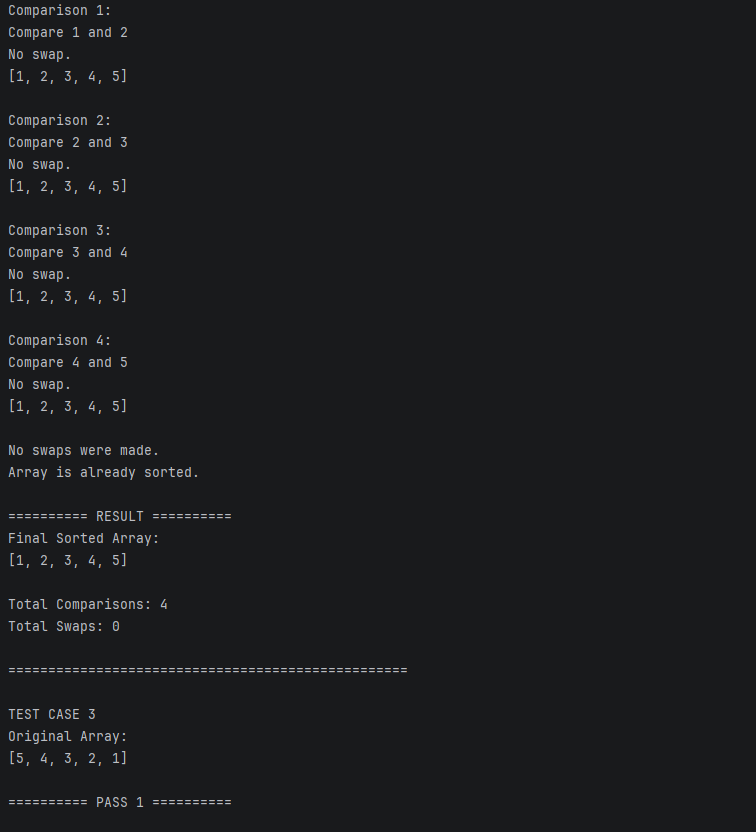 Comparison 1:
Compare 1 and 2
No swap.
[1, 2, 3, 4, 5]
Comparison 2:
Compare 2 and 3
No swap.
[1, 2, 3, 4, 5]
Comparison 3:
Compare 3 and 4
No swap.
[1, 2, 3, 4, 5]
Comparison 4:
Compare 4 and 5
No swap.
[1, 2, 3, 4, 5]
No swaps were made.
Array is already sorted.
========== RESULT ==========
Final Sorted Array:
[1, 2, 3, 4, 5]
Total Comparisons: 4
Total Swaps: 0
==================================================
TEST CASE 3
Original Array:
[5, 4, 3, 2, 1]
========== PASS 1 ==========